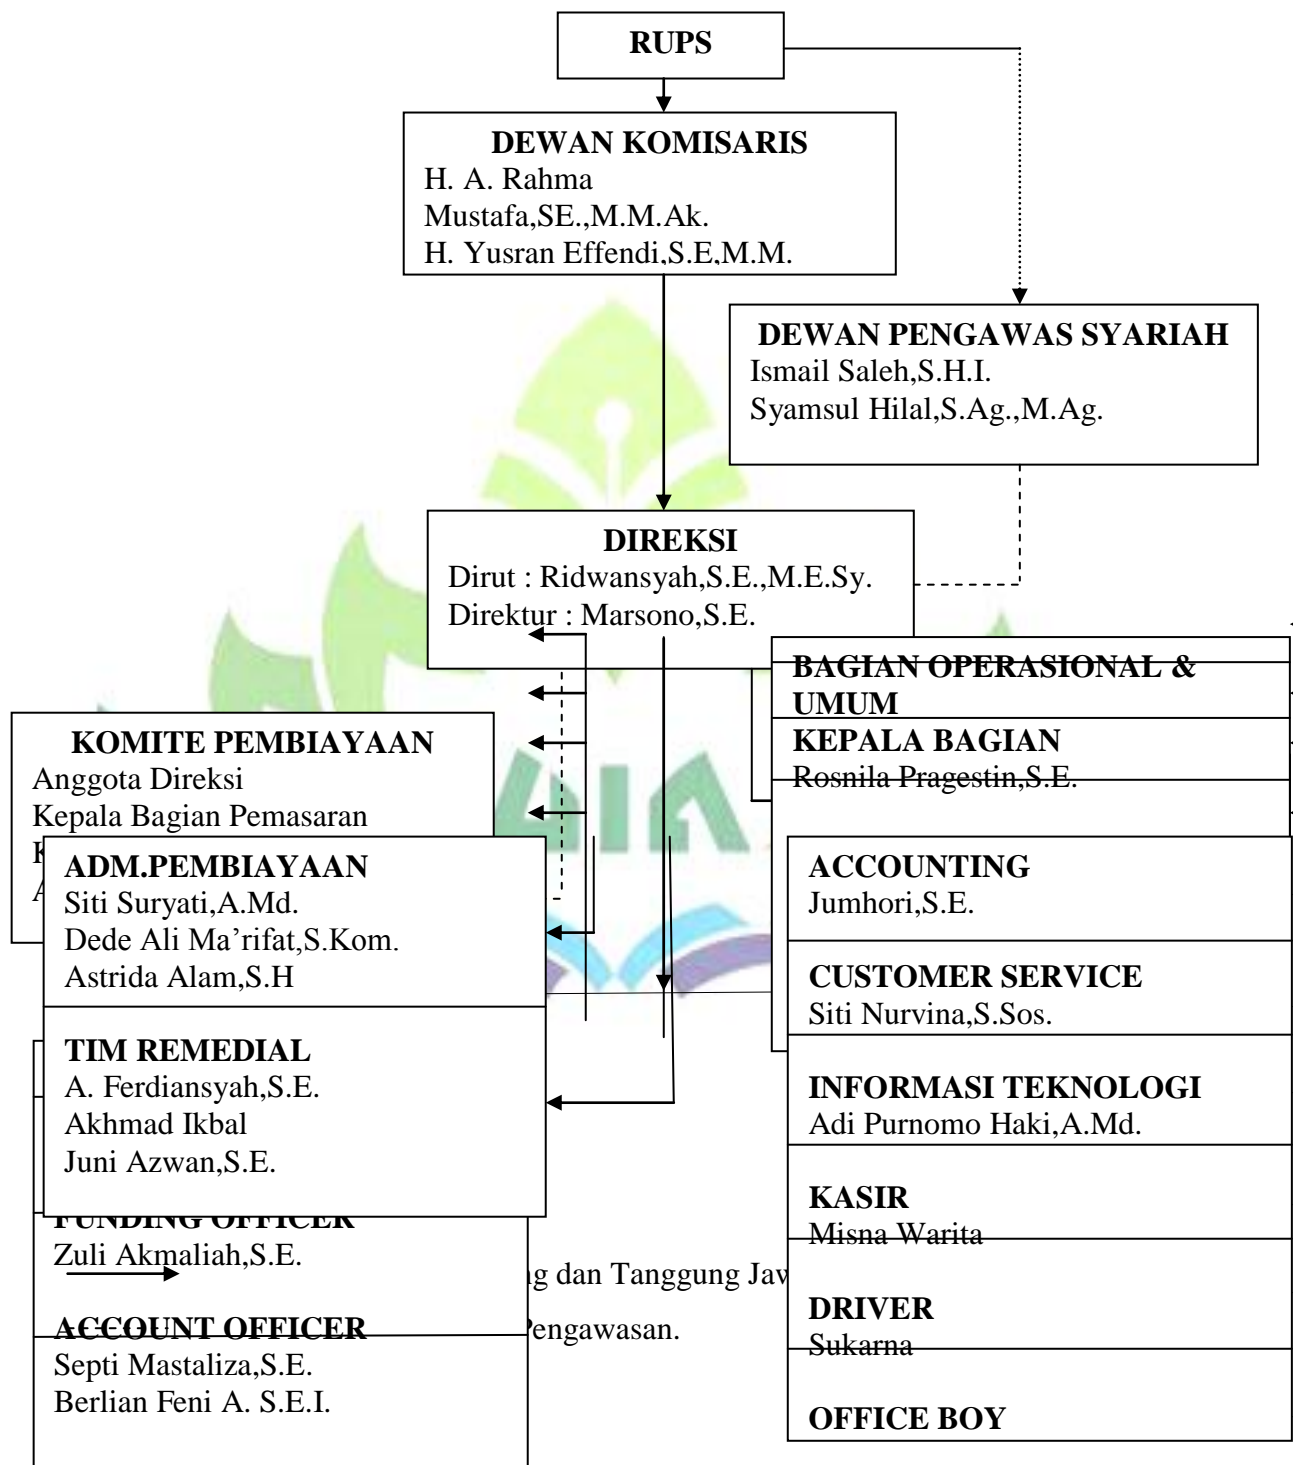 RUPS
DEWAN KOMISARIS
H. A. Rahma
Mustafa,SE.,M.M.Ak.
H. Yusran Effendi,S.E,M.M.
DEWAN PENGAWAS SYARIAH
Ismail Saleh,S.H.I.
Syamsul Hilal,S.Ag.,M.Ag.
DIREKSI
Dirut : Ridwansyah,S.E.,M.E.Sy.
Direktur : Marsono,S.E.
BAGIAN OPERASIONAL &
UMUM
KEPALA BAGIAN
Rosnila Pragestin,S.E.
KOMITE PEMBIAYAAN
Anggota Direksi
Kepala Bagian Pemasaran
ADM.PEMBIAYAAN
Siti Suryati,A.Md.
Dede Ali Ma’rifat,S.Kom.
Astrida Alam,S.H
TIM REMEDIAL
A. Ferdiansyah,S.E.
Akhmad Ikbal
Juni Azwan,S.E.
FUNDING OFFICER
Zuli Akmaliah,S.E.
ACCOUNT OFFICER
Septi Mastaliza,S.E.
Berlian Feni A. S.E.I.
dan Tanggung
Pengawasan.
ACCOUNTING
Jumhori,S.E.
CUSTOMER SERVICE
Siti Nurvina,S.Sos.
INFORMASI TEKNOLOGI
Adi Purnomo Haki,A.Md.
KASIR
Misna Warita
DRIVER
Sukarna
OFFICE BOY